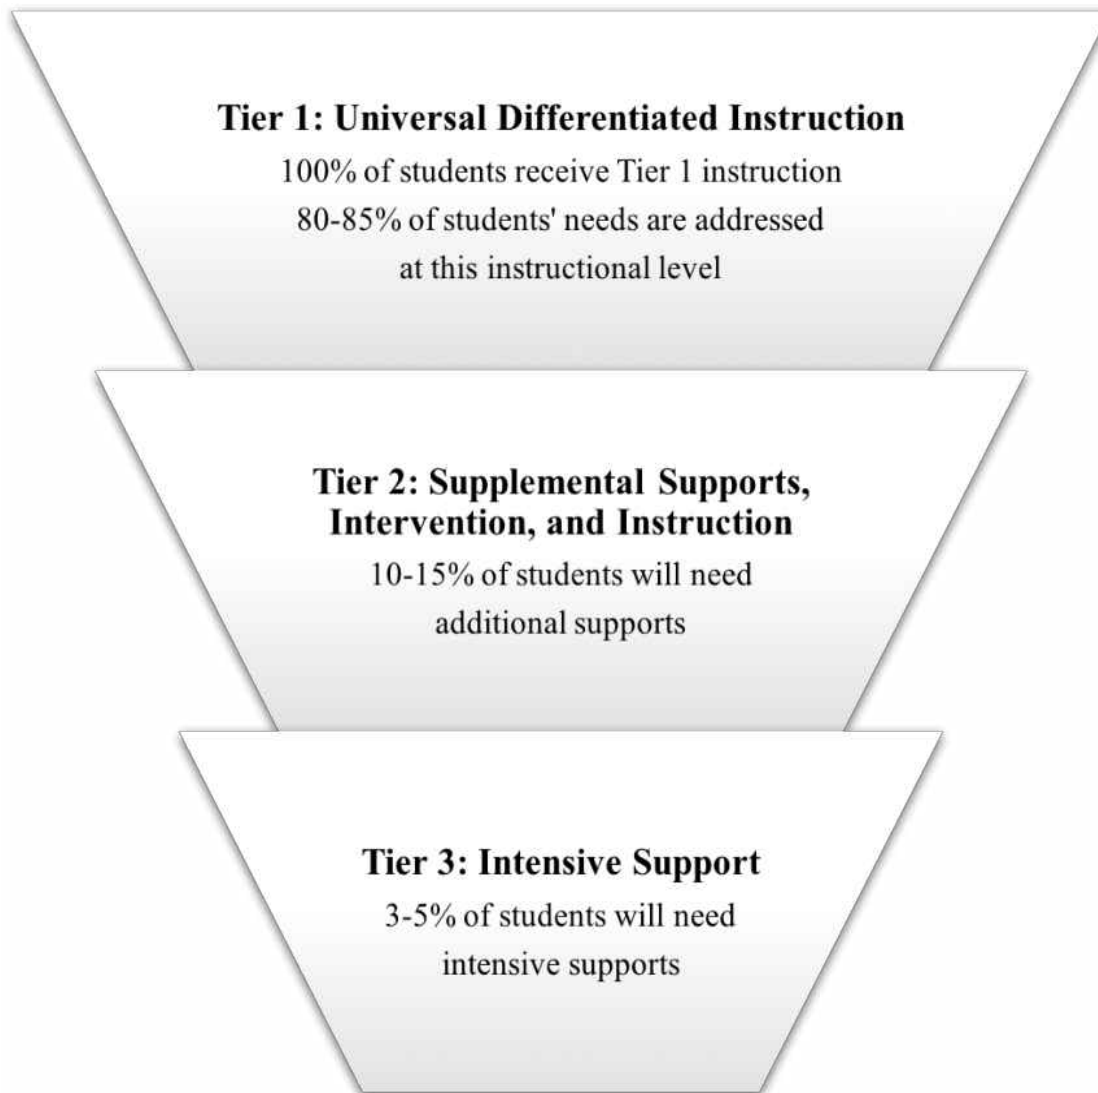 Tier 1: Universal Differentiated Instruction
100% of students receive Tier 1 instruction
80-85% of students' needs are addressed
at this instructional level
Tier 2: Supplemental Supports,
Intervention, and Instruction
10-15% of students will need
additional supports
Tier 3: Intensive Support
3-5% of students will need
intensive supports